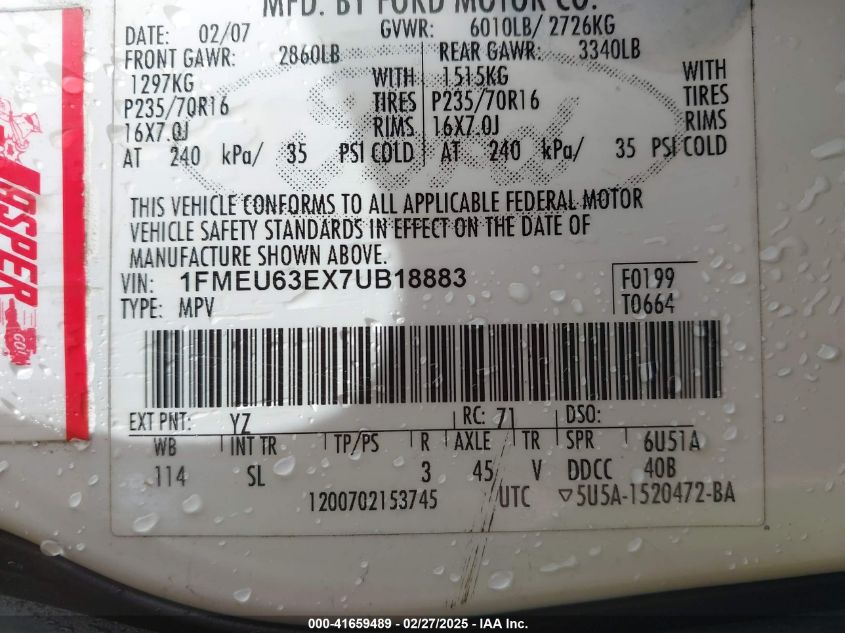 MFD. BY FORD MOTOR CO.
DATE: 02/07 GVWR: 6010LB/ 2726KG
FRONT GAWR: 2860LB REAR GAWR: 3340LB
1297KG WITH 1515KG WITH
P235/70R16 TIRES P235/70R16 TIRES
16X7.0J RIMS 16X7.0J RIMS
AT 240 kPa/ 35 PSI COLD AT 240 kPa/ 35 PSI COLD
THIS VEHICLE CONFORMS TO ALL APPLICABLE FEDERAL MOTOR
VEHICLE SAFETY STANDARDS IN EFFECT ON THE DATE OF
MANUFACTURE SHOWN ABOVE.
VIN: 1FMEU63EX7UB18883 F0199
TYPE: MPV T0664
EXT PNT: YZ RC: 71 DSO:
WB INT TR TP/PS R AXLE TR SPR 6U51A
114 SL 3 45 V DDCC 40B
1200702153745 UTC ▽5U5A-1520472-BA
JASPER
GO!
000-41659489 - 02/27/2025 - IAA Inc.